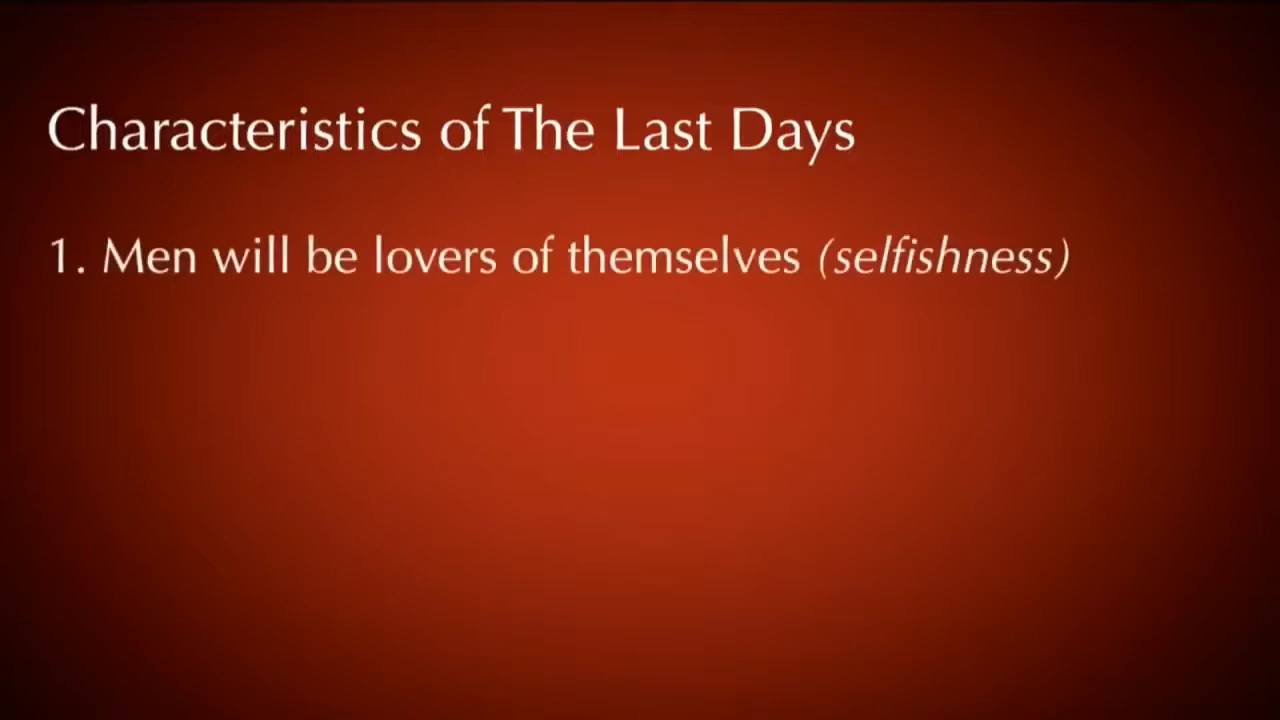 Characteristics of The Last Days
1. Men will be lovers of themselves (selfishness)